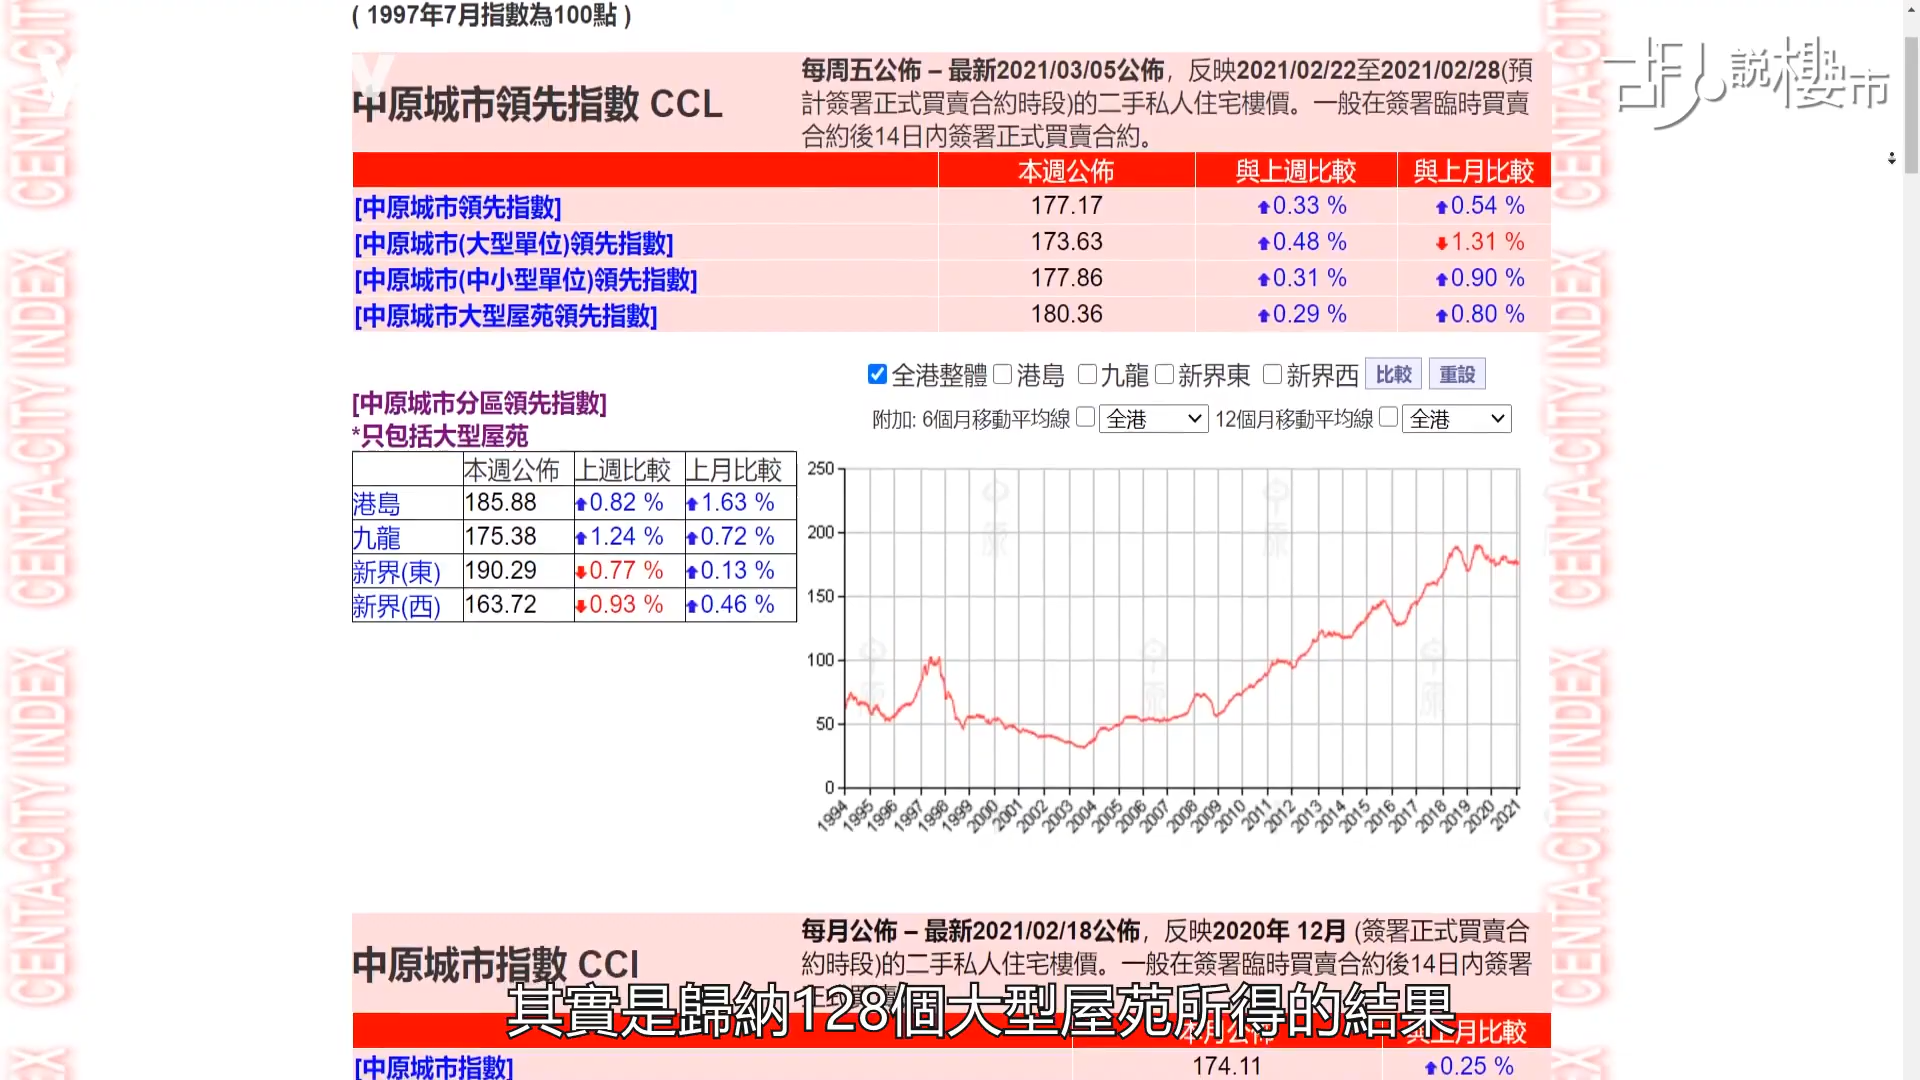 ( 1997年7月指數為100點 )
胡．說樓市
中原城市領先指數 CCL
每周五公佈 – 最新2021/03/05公佈，反映2021/02/22至2021/02/28(預
計簽署正式買賣合約時段)的二手私人住宅樓價。一般在簽署臨時買賣
合約後14日內簽署正式買賣合約。
本週公佈 與上週比較 與上月比較
[中原城市領先指數] 177.17 0.33 % 0.54 %
[中原城市(大型單位)領先指數] 173.63 0.48 % 1.31 %
[中原城市(中小型單位)領先指數] 177.86 0.31 % 0.90 %
[中原城市大型屋苑領先指數] 180.36 0.29 % 0.80 %
全港整體 港島 九龍 新界東 新界西 比較 重設
附加: 6個月移動平均線 全港 12個月移動平均線 全港
[中原城市分區領先指數]
*只包括大型屋苑
本週公佈 上週比較 上月比較
港島 185.88 0.82 % 1.63 %
九龍 175.38 1.24 % 0.72 %
新界(東) 190.29 0.77 % 0.13 %
新界(西) 163.72 0.93 % 0.46 %
250
200
150
100
50
0
1994 1995 1996 1997 1998 1999 2000 2001 2002 2003 2004 2005 2006 2007 2008 2009 2010 2011 2012 2013 2014 2015 2016 2017 2018 2019 2020 2021
中原城市指數 CCI
每月公佈 – 最新2021/02/18公佈，反映2020年 12月 (簽署正式買賣合
約時段)的二手私人住宅樓價。一般在簽署臨時買賣合約後14日內簽署
其實是歸納128個大型屋苑所得的結果
本月公佈 與上月比較
[中原城市指數] 174.11 0.25 %
CENTA-CITY INDEX